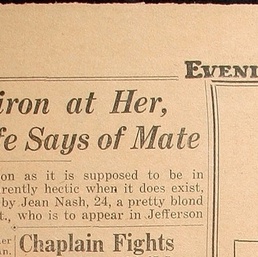 EVENI
iron at Her,
fe Says of Mate
on as it is supposed to be in
rently hectic when it does exist,
by Jean Nash, 24, a pretty blond
t., who is to appear in Jefferson
er
n.
Chaplain Fights